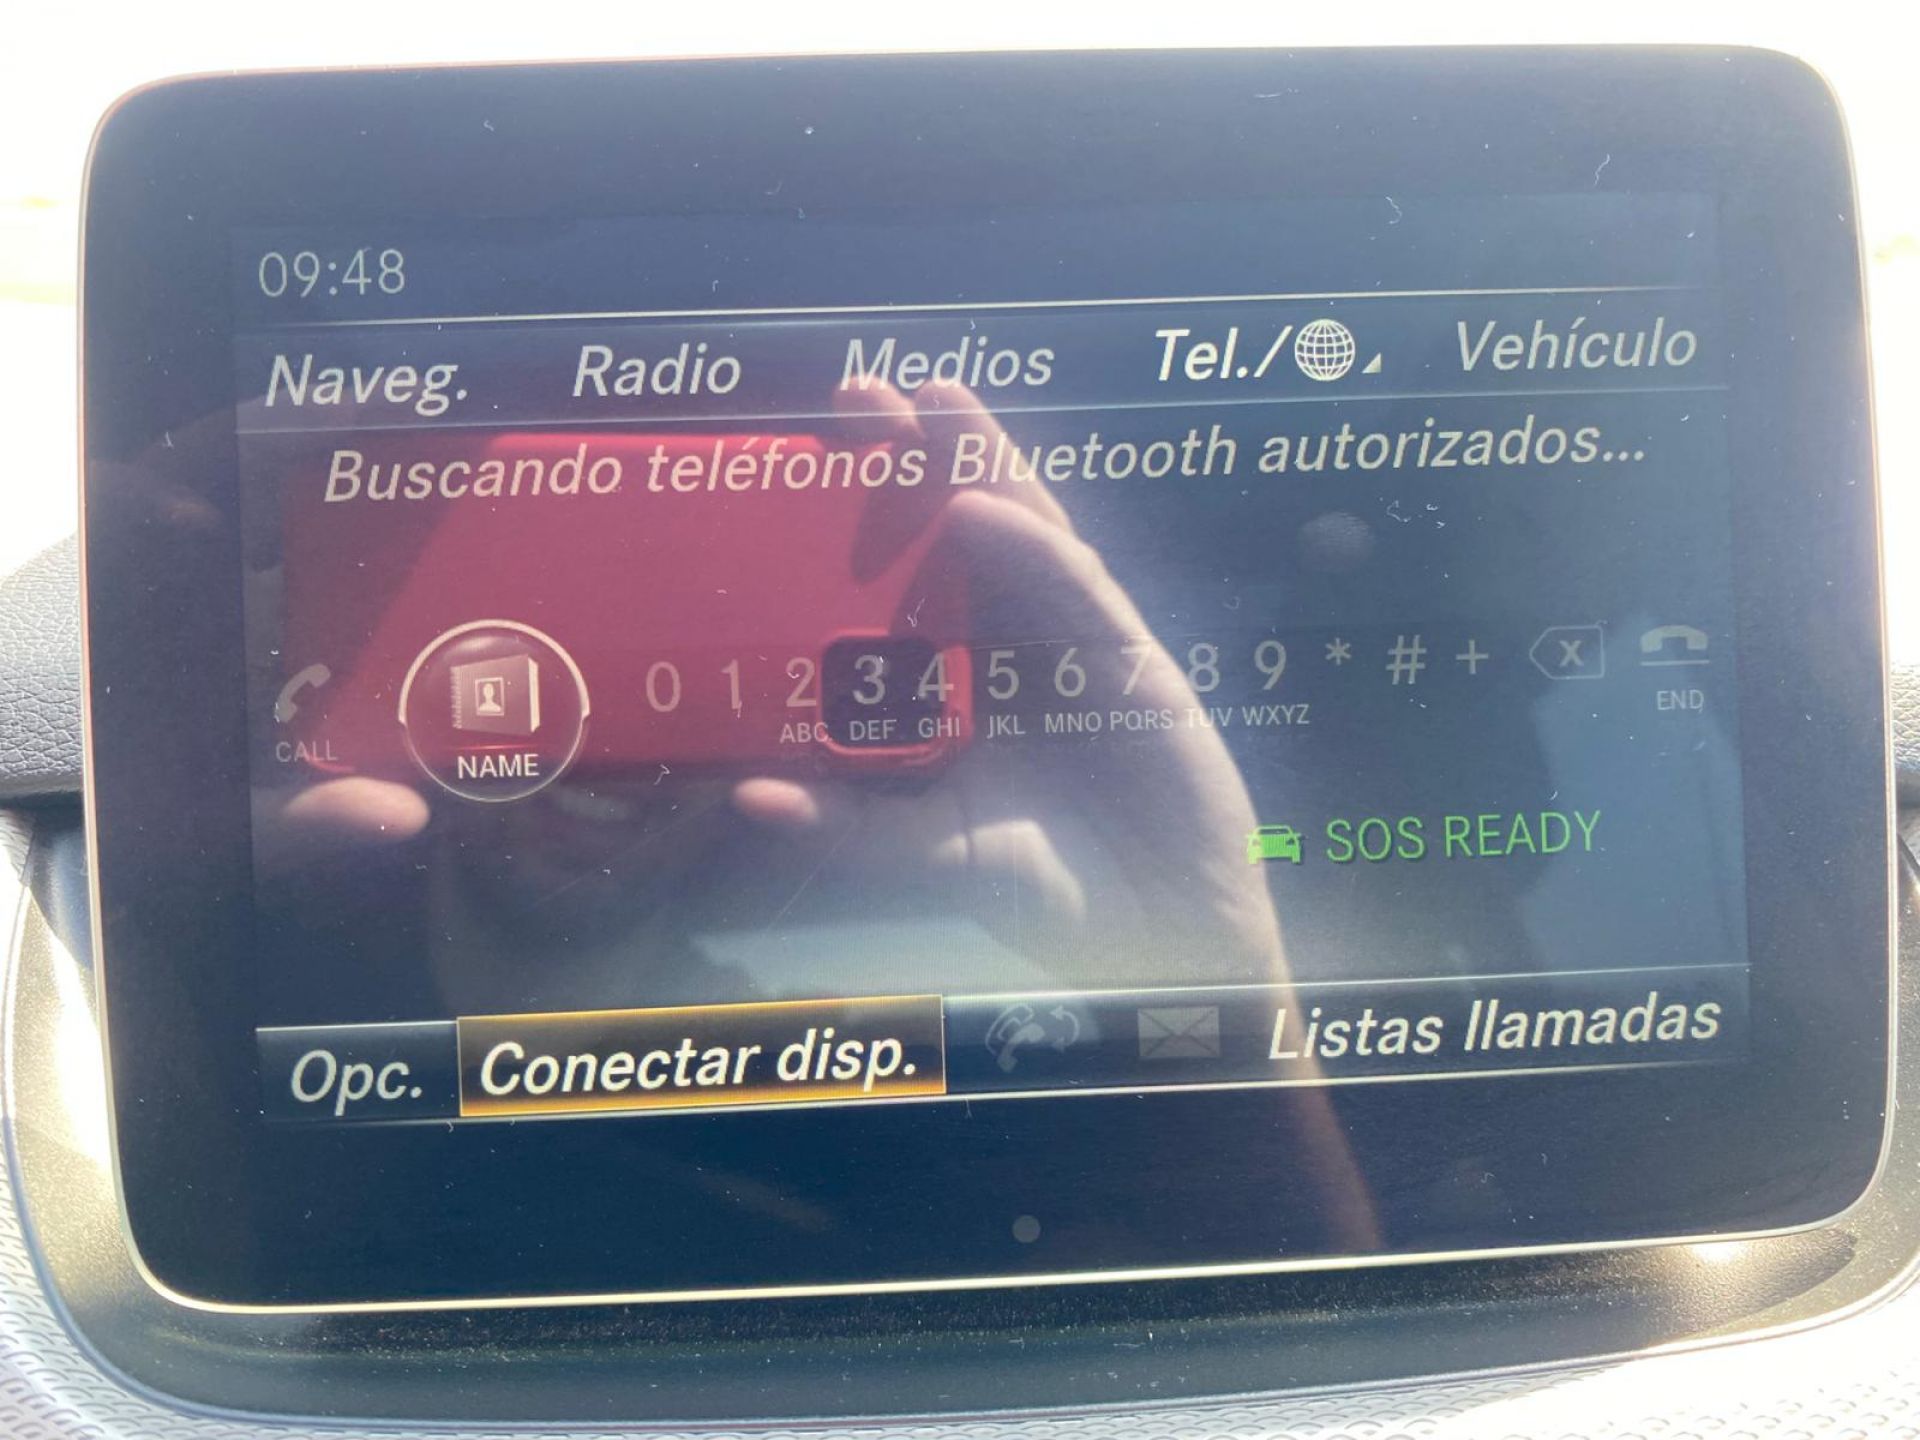 09:48
Naveg. Radio Medios Tel./ Vehículo
Buscando teléfonos Bluetooth autorizados...
0 1 2 3 4 5 6 7 8 9 * # + X
ABC DEF GHI JKL MNO PQRS TUV WXYZ
CALL NAME END
SOS READY
Opc. Conectar disp. Listas llamadas